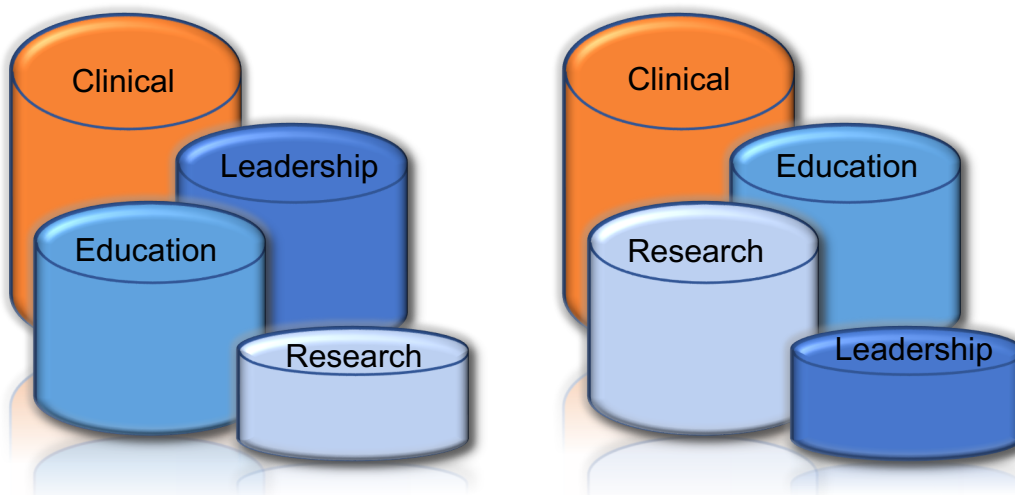 Clinical
Leadership
Education
Research
Clinical
Education
Research
Leadership